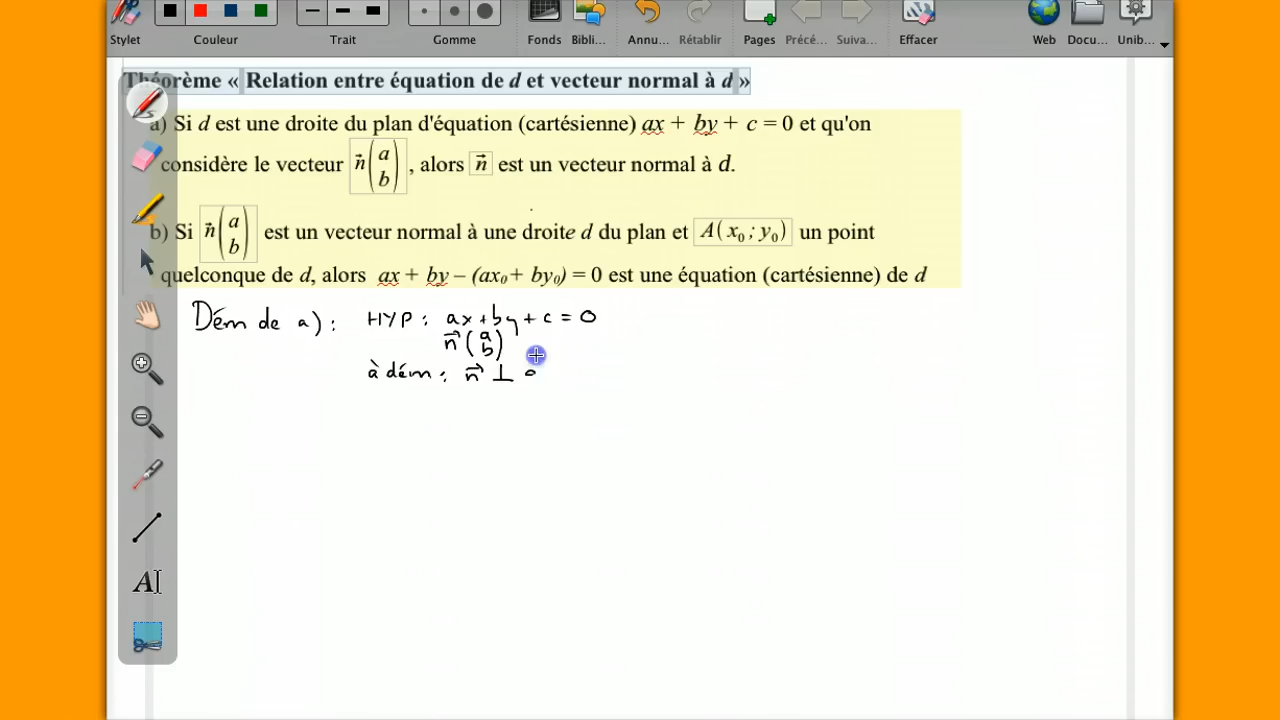 Stylet Couleur Trait Gomme Fonds Bibli... Annu... Rétablir Pages Précé... Suiva... Effacer Web Docu... Unib...
Théorème « Relation entre équation de d et vecteur normal à d »
a) Si d est une droite du plan d'équation (cartésienne) ax + by + c = 0 et qu'on
considère le vecteur n⃗(a b), alors n⃗ est un vecteur normal à d.
b) Si n⃗(a b) est un vecteur normal à une droite d du plan et A(x₀ ; y₀) un point
quelconque de d, alors ax + by – (ax₀ + by₀) = 0 est une équation (cartésienne) de d
Dém de a) : HYP : ax + by + c = 0
n⃗(a b)
à dém : n⃗ ⊥
A